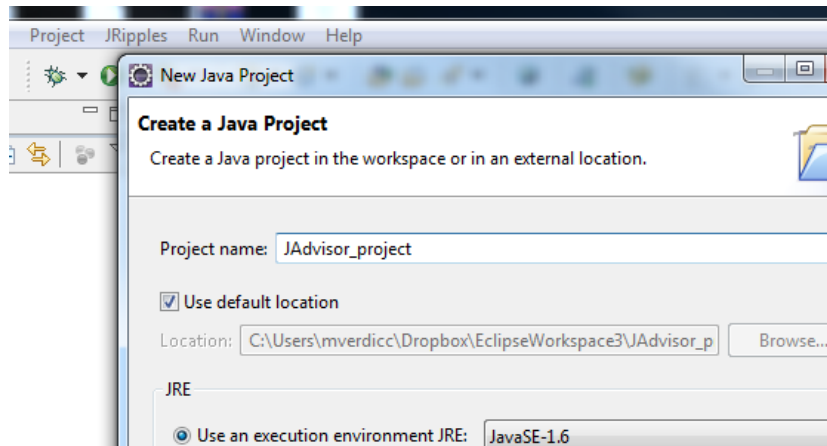 Project JRipples Run Window Help
New Java Project
Create a Java Project
Create a Java project in the workspace or in an external location.
Project name: JAdvisor_project
Use default location
Location: C:\Users\mverdicc\Dropbox\EclipseWorkspace3\JAdvisor_p Browse...
JRE
Use an execution environment JRE: JavaSE-1.6